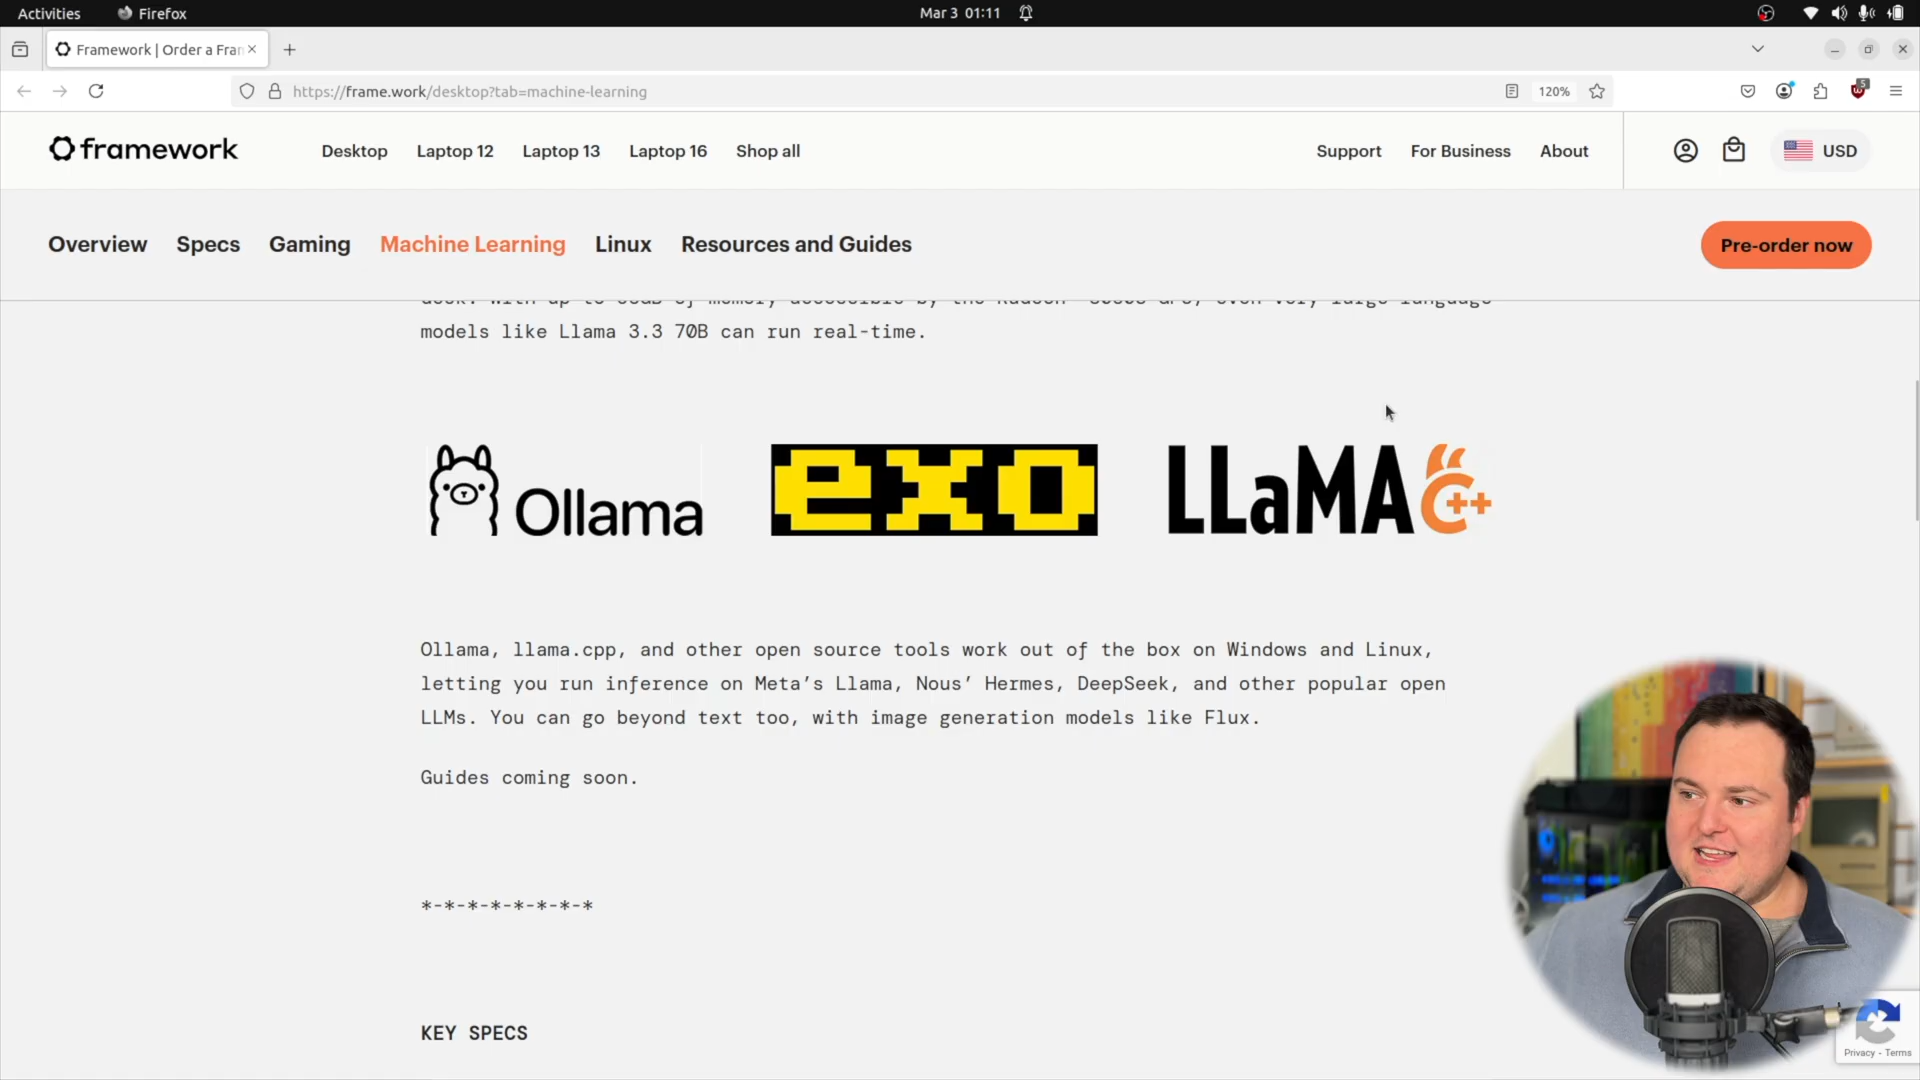 Activities
Firefox
Mar 3 01:11
Framework | Order a Fran
https://frame.work/desktop?tab=machine-learning
120%
5
framework
Desktop
Laptop 12
Laptop 13
Laptop 16
Shop all
Support
For Business
About
USD
Overview
Specs
Gaming
Machine Learning
Linux
Resources and Guides
Pre-order now
models like Llama 3.3 70B can run real-time.
Ollama
exo
LLaMA C++
Ollama, llama.cpp, and other open source tools work out of the box on Windows and Linux,
letting you run inference on Meta’s Llama, Nous’ Hermes, DeepSeek, and other popular open
LLMs. You can go beyond text too, with image generation models like Flux.
Guides coming soon.
*-*-*-*-*-*-*-*
KEY SPECS
Privacy - Terms